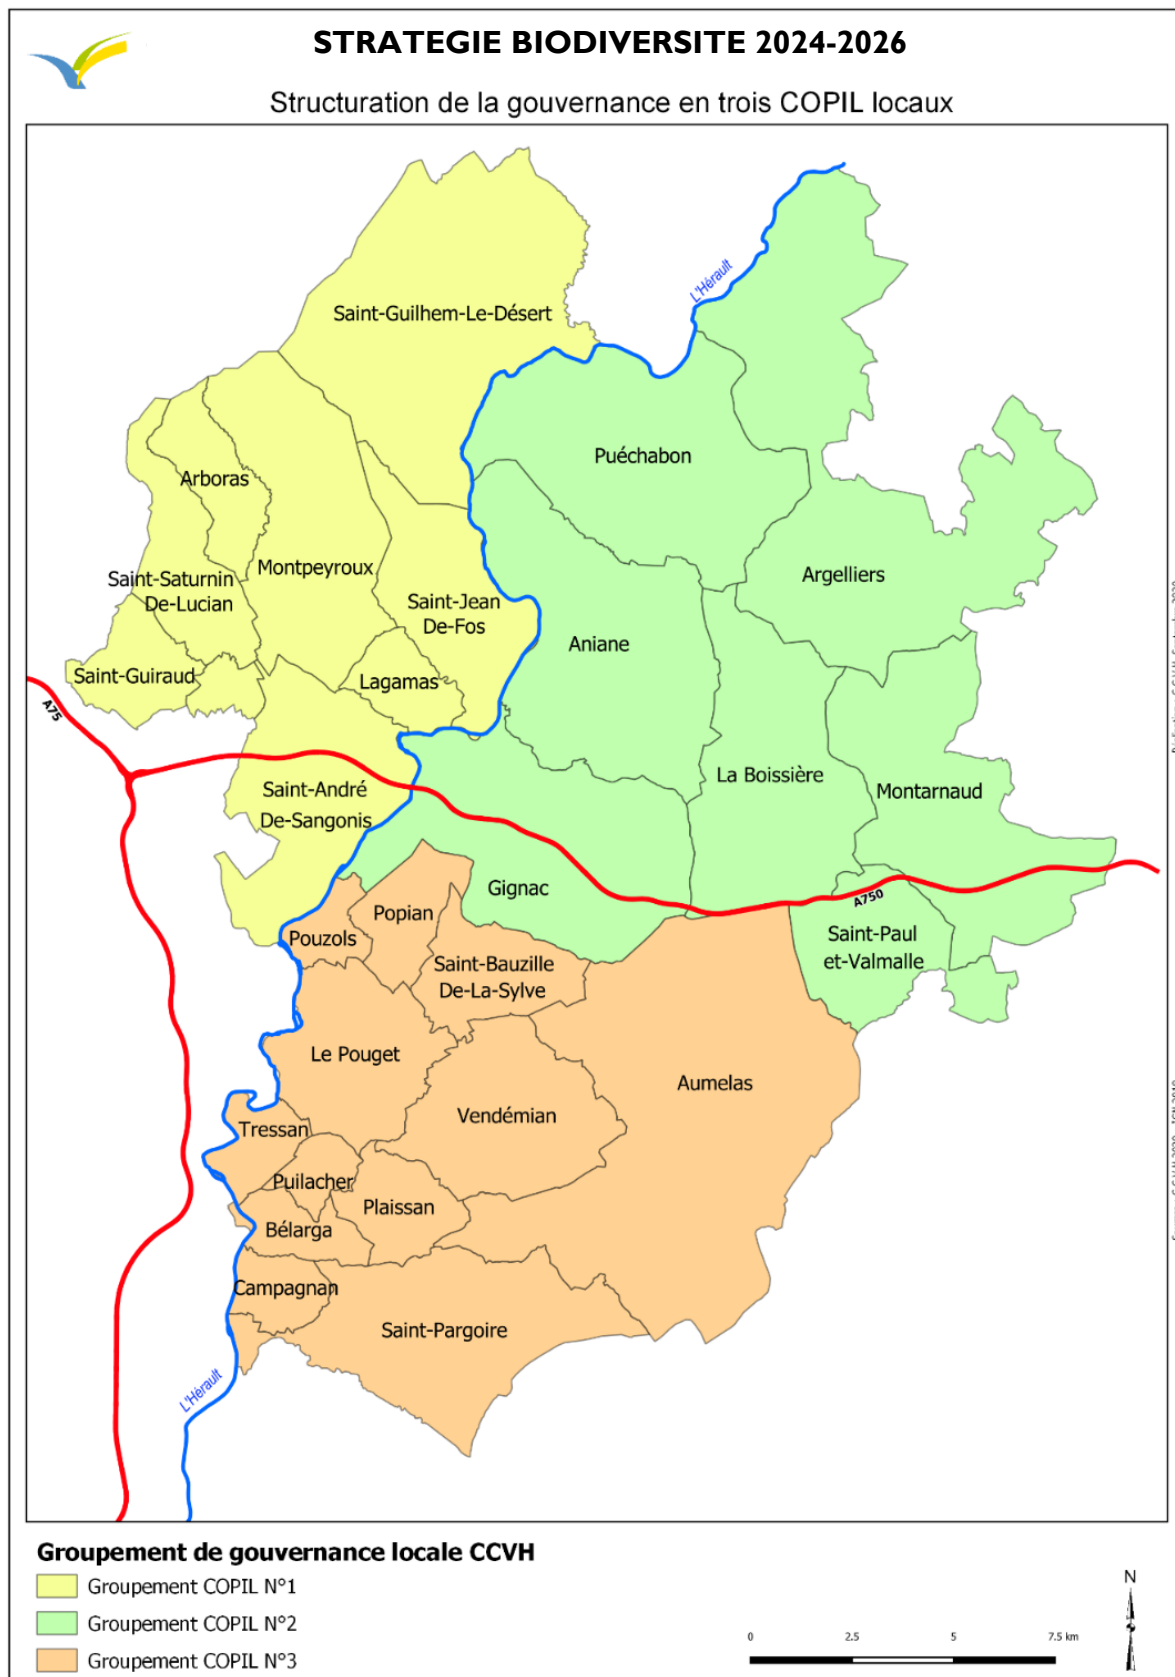 STRATEGIE BIODIVERSITE 2024-2026
Structuration de la gouvernance en trois COPIL locaux
L'Hérault
Saint-Guilhem-Le-Désert
Puéchabon
Arboras
Montpeyroux
Argelliers
Saint-Saturnin
De-Lucian
Saint-Jean
De-Fos
Aniane
Saint-Guiraud
Lagamas
A75
La Boissière
Saint-André
De-Sangonis
Montarnaud
Gignac
A750
Popian
Pouzols
Saint-Paul
et-Valmalle
Saint-Bauzille
De-La-Sylve
Le Pouget
Aumelas
Vendémian
Tressan
Puilacher
Plaissan
Bélarga
Campagnan
Saint-Pargoire
L'Hérault
Groupement de gouvernance locale CCVH
Groupement COPIL N°1
Groupement COPIL N°2
Groupement COPIL N°3
N
0 2.5 5 7.5 km